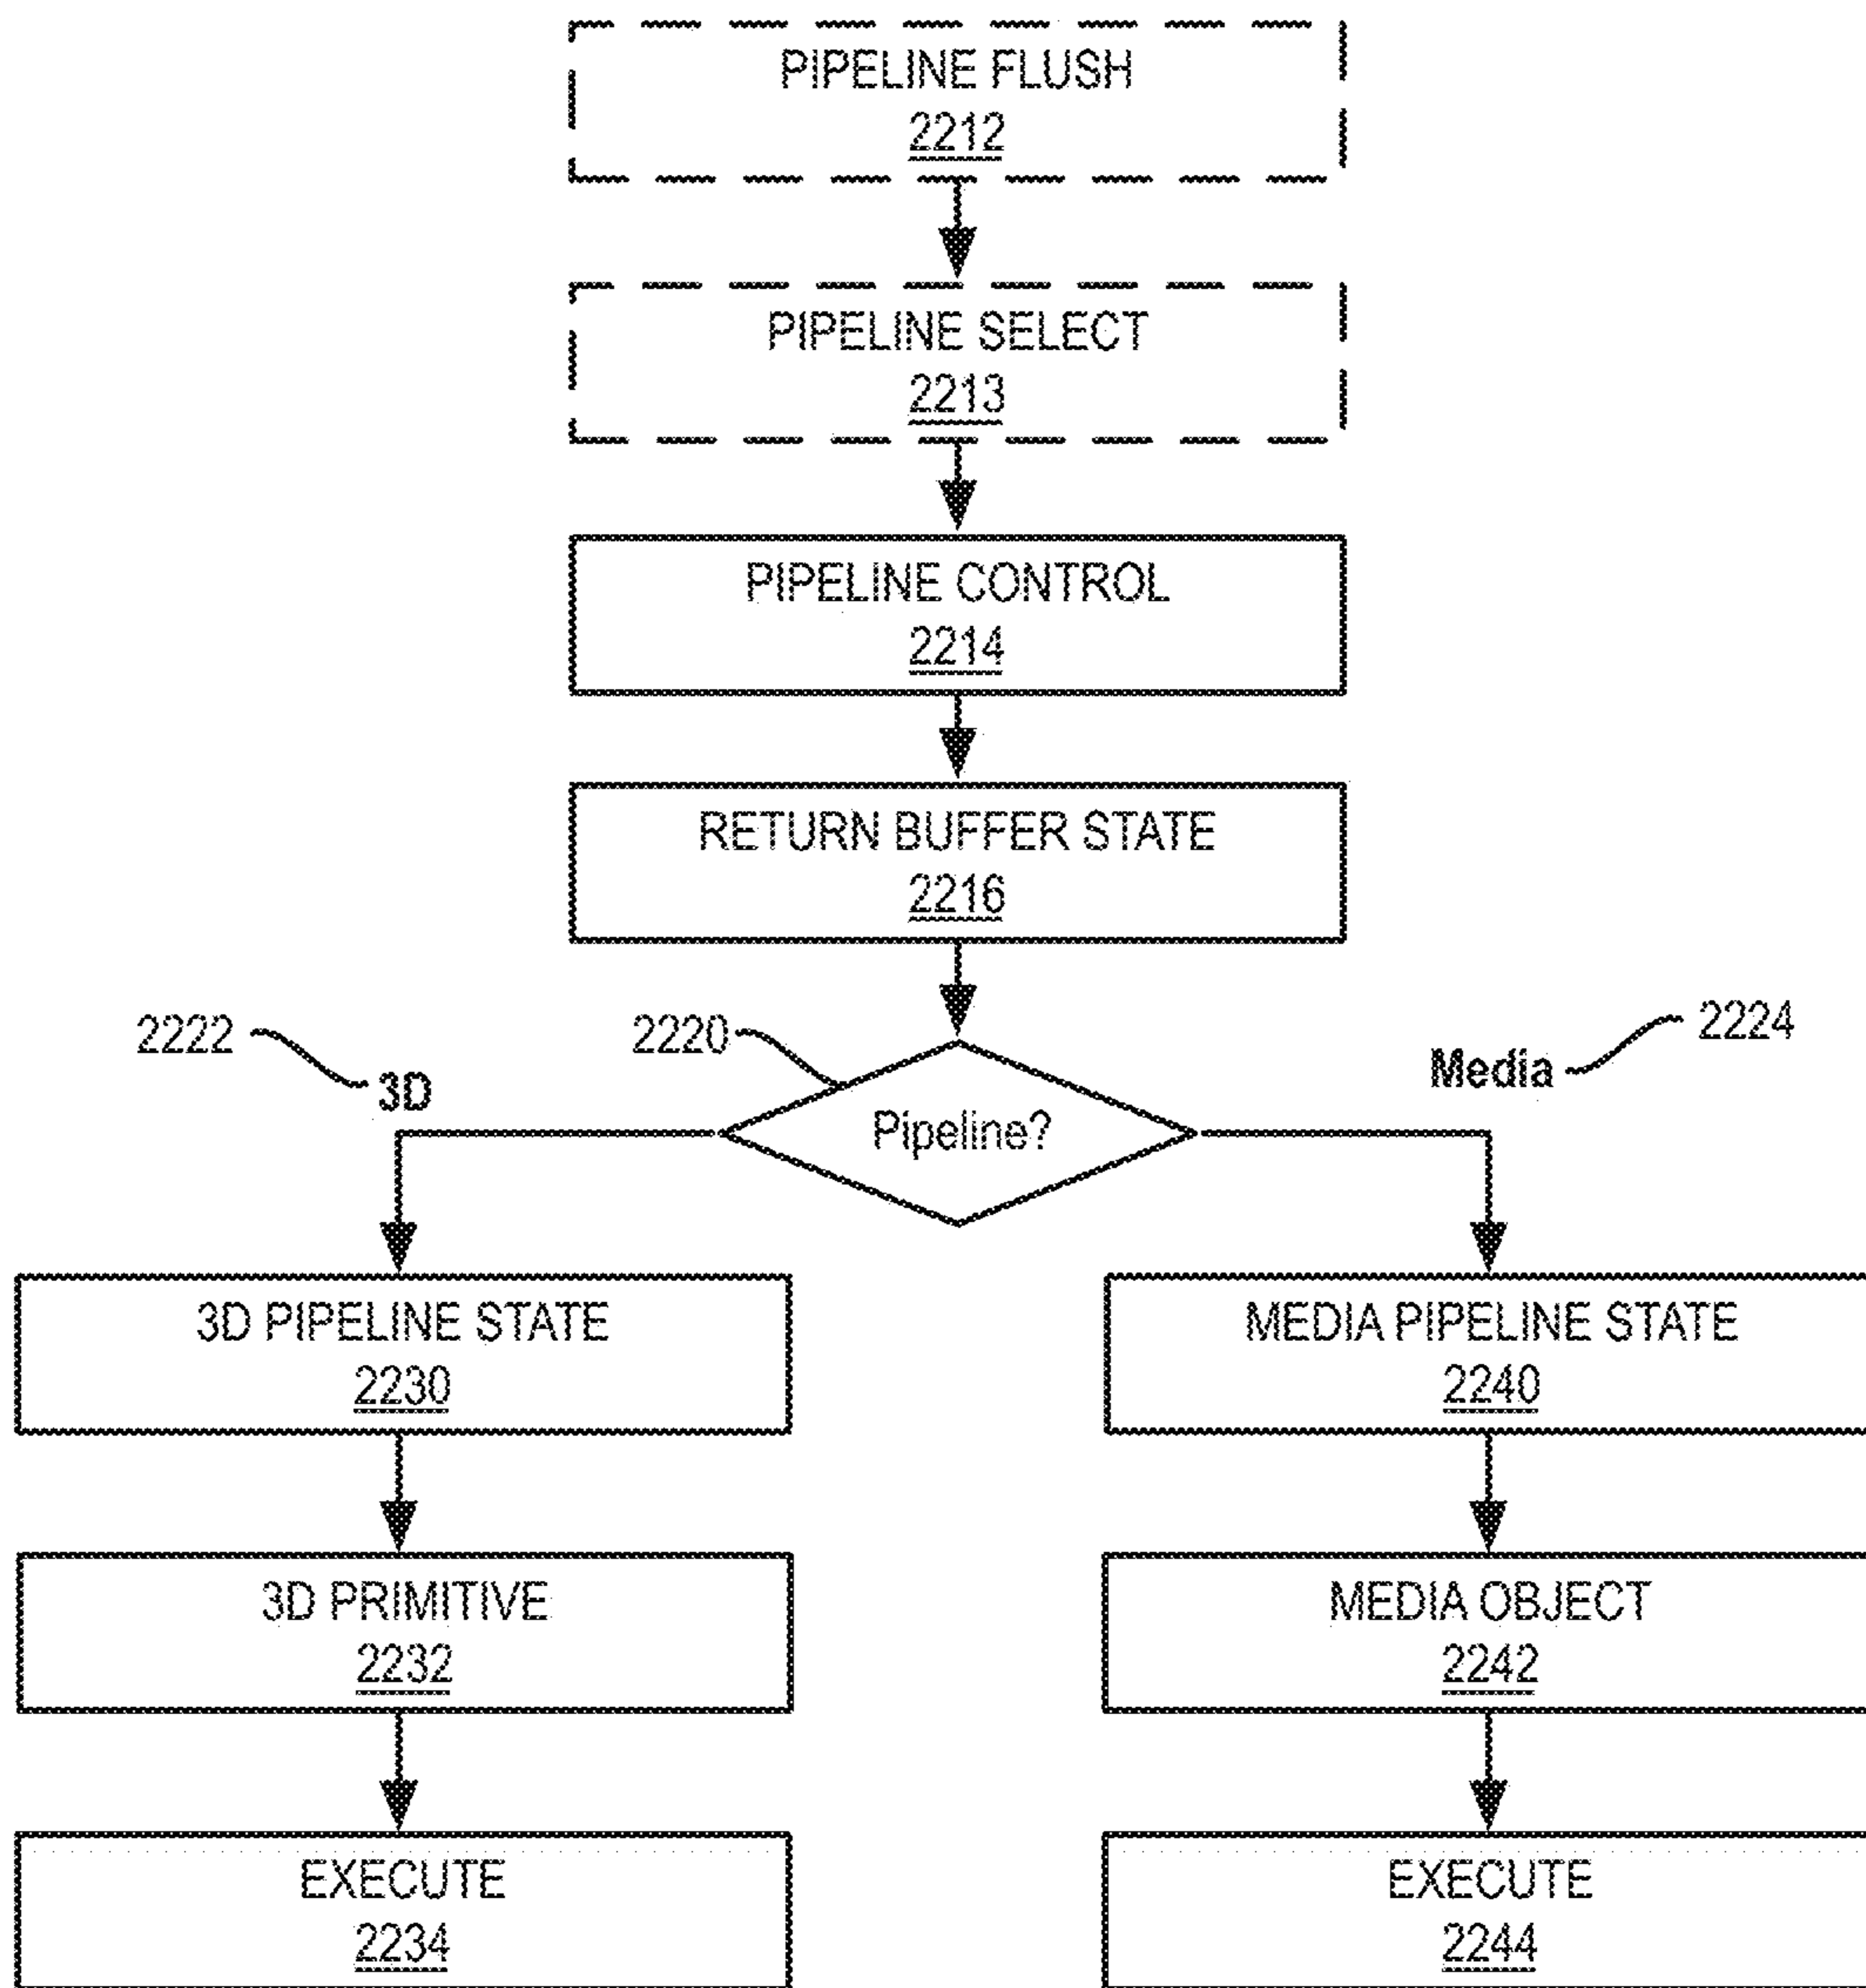 PIPELINE FLUSH
2212
PIPELINE SELECT
2213
PIPELINE CONTROL
2214
RETURN BUFFER STATE
2216
2222
2220
2224
3D
Media
Pipeline?
3D PIPELINE STATE
2230
MEDIA PIPELINE STATE
2240
3D PRIMITIVE
2232
MEDIA OBJECT
2242
EXECUTE
2234
EXECUTE
2244